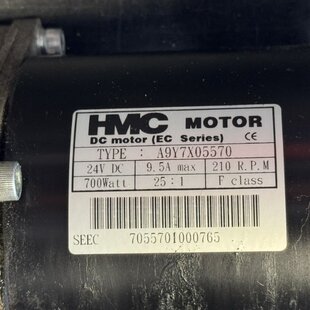 HMC MOTOR
DC motor (EC Series) CE
TYPE : A9Y7X05570
24V DC 9.5A max 210 R.P.M
700Watt 25:1 F class
SEEC 7055701000765